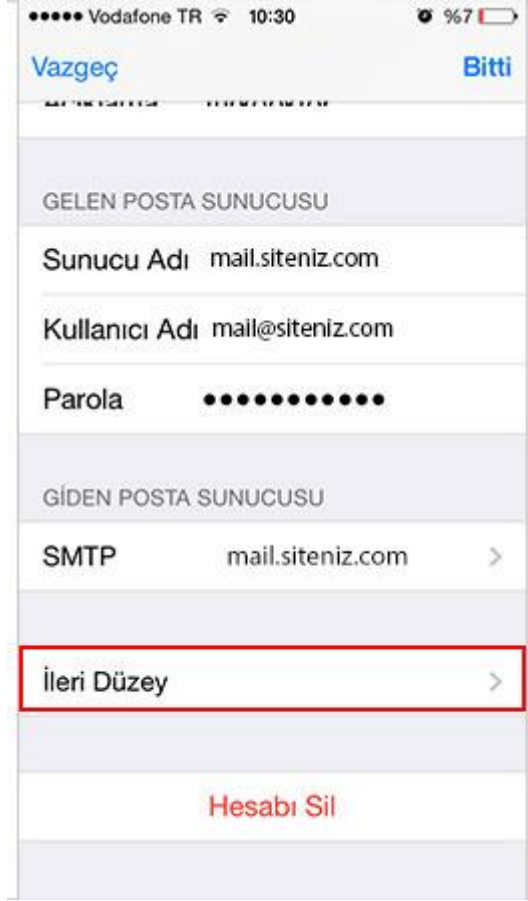 Vodafone TR 10:30 %7
Vazgeç Bitti
GELEN POSTA SUNUCUSU
Sunucu Adı mail.siteniz.com
Kullanıcı Adı mail@siteniz.com
Parola ●●●●●●●●●●●
GİDEN POSTA SUNUCUSU
SMTP mail.siteniz.com
İleri Düzey
Hesabı Sil